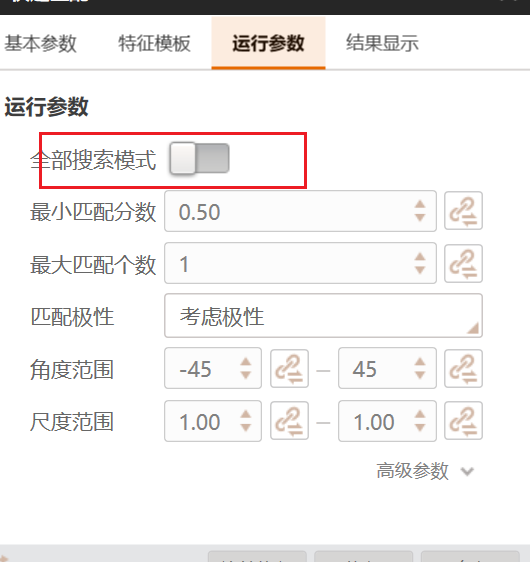 基本参数 特征模板 运行参数 结果显示
运行参数
全部搜索模式
最小匹配分数 0.50
最大匹配个数 1
匹配极性 考虑极性
角度范围 -45 — 45
尺度范围 1.00 — 1.00
高级参数